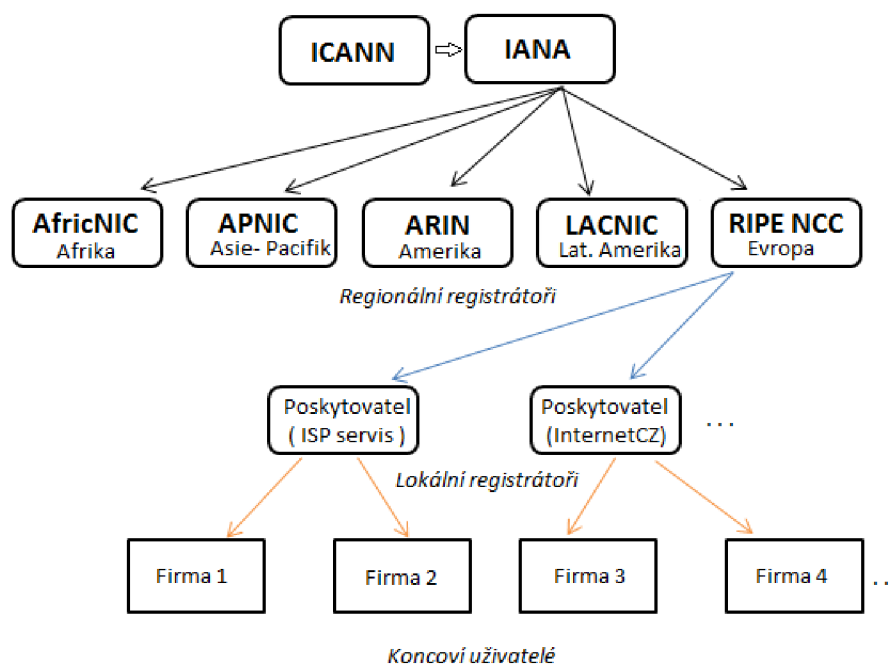 ICANN
IANA
AfricNIC
Afrika
APNIC
Asie- Pacifik
ARIN
Amerika
LACNIC
Lat. Amerika
RIPE NCC
Evropa
Regionální registrátoři
Poskytovatel
( ISP servis )
Poskytovatel
(InternetCZ)
...
Lokální registrátoři
Firma 1
Firma 2
Firma 3
Firma 4
..
Koncoví uživatelé